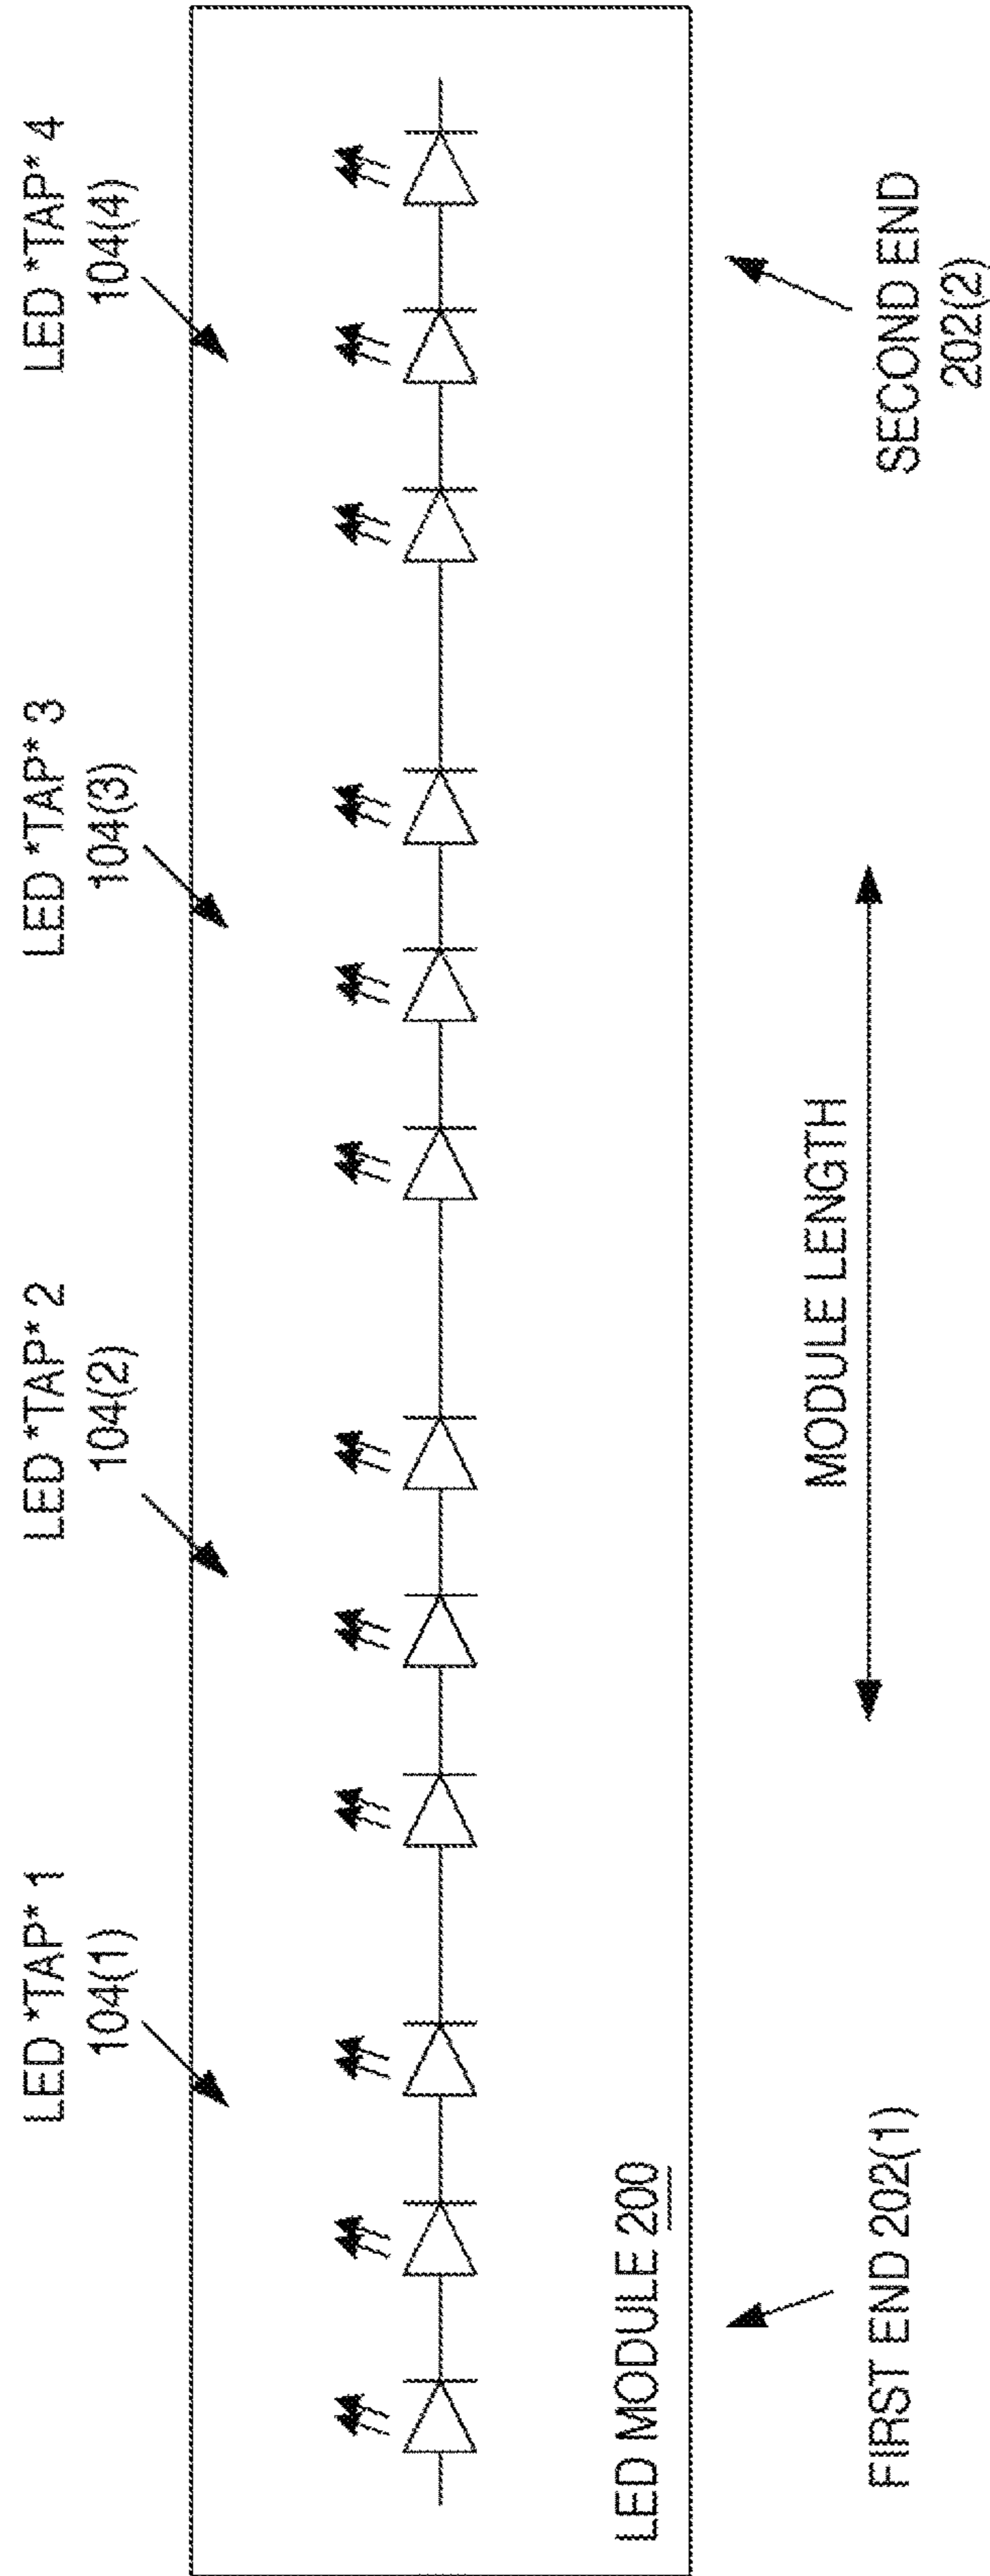 LED *TAP* 1
104(1)
LED *TAP* 2
104(2)
LED *TAP* 3
104(3)
LED *TAP* 4
104(4)
LED MODULE 200
FIRST END 202(1)
MODULE LENGTH
SECOND END
202(2)